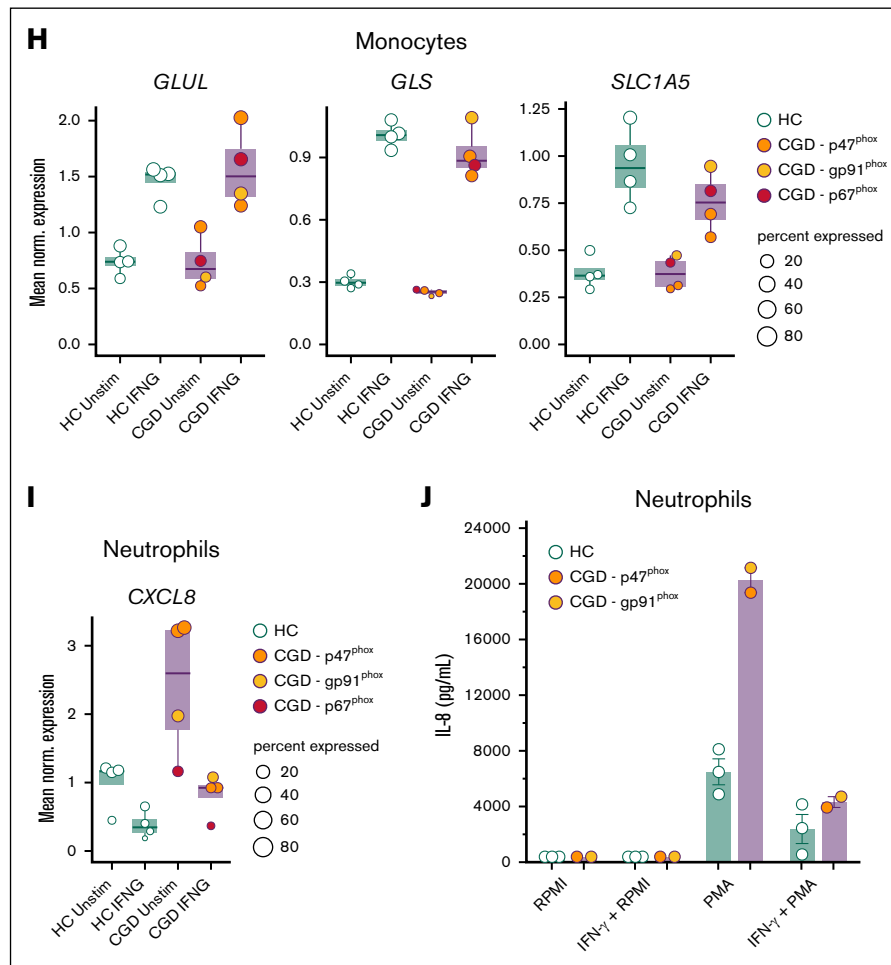 H
Monocytes
GLUL
GLS
SLC1A5
Mean norm. expression
2.0
1.5
1.0
0.5
0.0
0.9
0.6
0.3
0.0
1.25
1.00
0.75
0.50
0.25
0.00
HC Unstim
HC IFNG
CGD Unstim
CGD IFNG
HC Unstim
HC IFNG
CGD Unstim
CGD IFNG
HC Unstim
HC IFNG
CGD Unstim
CGD IFNG
HC
CGD - p47phox
CGD - gp91phox
CGD - p67phox
percent expressed
20
40
60
80
I
Neutrophils
CXCL8
Mean norm. expression
3
2
1
0
HC Unstim
HC IFNG
CGD Unstim
CGD IFNG
HC
CGD - p47phox
CGD - gp91phox
CGD - p67phox
percent expressed
20
40
60
80
J
Neutrophils
IL-8 (pg/mL)
24000
20000
16000
12000
8000
4000
0
HC
CGD - p47phox
CGD - gp91phox
RPMI
IFN-γ + RPMI
PMA
IFN-γ + PMA